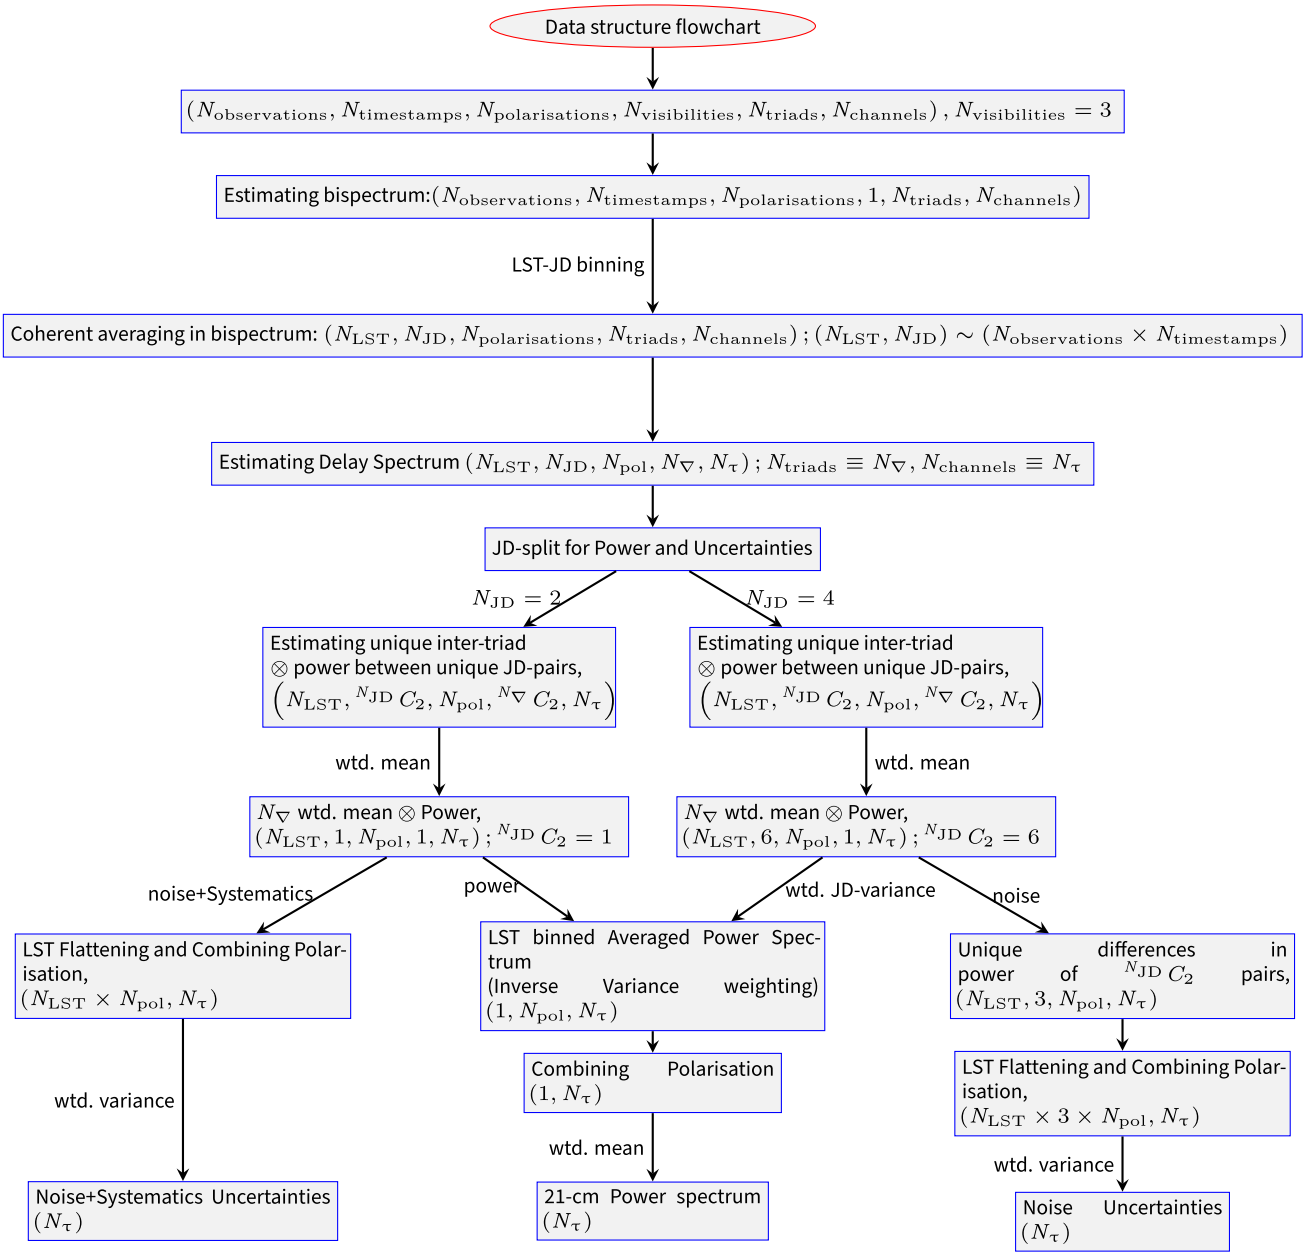 Data structure flowchart
(N_observations, N_timestamps, N_polarisations, N_visibilities, N_triads, N_channels), N_visibilities = 3
Estimating bispectrum:(N_observations, N_timestamps, N_polarisations, 1, N_triads, N_channels)
LST-JD binning
Coherent averaging in bispectrum: (N_LST, N_JD, N_polarisations, N_triads, N_channels); (N_LST, N_JD) ∼ (N_observations × N_timestamps)
Estimating Delay Spectrum (N_LST, N_JD, N_pol, N_∇, N_τ); N_triads ≡ N_∇, N_channels ≡ N_τ
JD-split for Power and Uncertainties
N_JD = 2
N_JD = 4
Estimating unique inter-triad
⊗ power between unique JD-pairs,
(N_LST, ^{N_JD}C_2, N_pol, ^{N_∇}C_2, N_τ)
Estimating unique inter-triad
⊗ power between unique JD-pairs,
(N_LST, ^{N_JD}C_2, N_pol, ^{N_∇}C_2, N_τ)
wtd. mean
wtd. mean
N_∇ wtd. mean ⊗ Power,
(N_LST, 1, N_pol, 1, N_τ); ^{N_JD}C_2 = 1
N_∇ wtd. mean ⊗ Power,
(N_LST, 6, N_pol, 1, N_τ); ^{N_JD}C_2 = 6
noise+Systematics
power
wtd. JD-variance
noise
LST Flattening and Combining Polar-
isation,
(N_LST × N_pol, N_τ)
LST binned Averaged Power Spec-
trum
(Inverse Variance weighting)
(1, N_pol, N_τ)
Unique differences in
power of ^{N_JD}C_2 pairs,
(N_LST, 3, N_pol, N_τ)
Combining Polarisation
(1, N_τ)
LST Flattening and Combining Polar-
isation,
(N_LST × 3 × N_pol, N_τ)
wtd. variance
wtd. mean
wtd. variance
Noise+Systematics Uncertainties
(N_τ)
21-cm Power spectrum
(N_τ)
Noise Uncertainties
(N_τ)